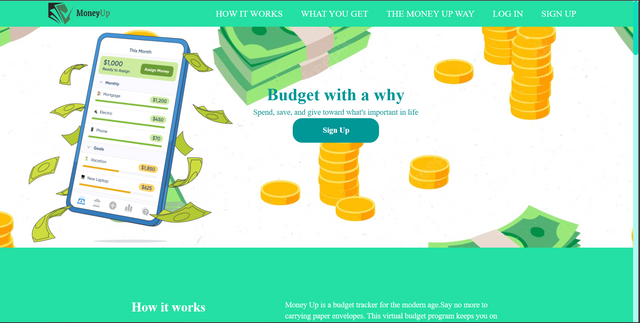 MoneyUp
HOW IT WORKS
WHAT YOU GET
THE MONEY UP WAY
LOG IN
SIGN UP
This Month
$1,000
Ready to Assign
Assign Money
Monthly
Mortgage
$1,200
Electric
$450
Phone
$70
Goals
Vacation
$1,850
New Laptop
$625
Budget with a why
Spend, save, and give toward what's important in life
Sign Up
How it works
Money Up is a budget tracker for the modern age.Say no more to
carrying paper envelopes. This virtual budget program keeps you on